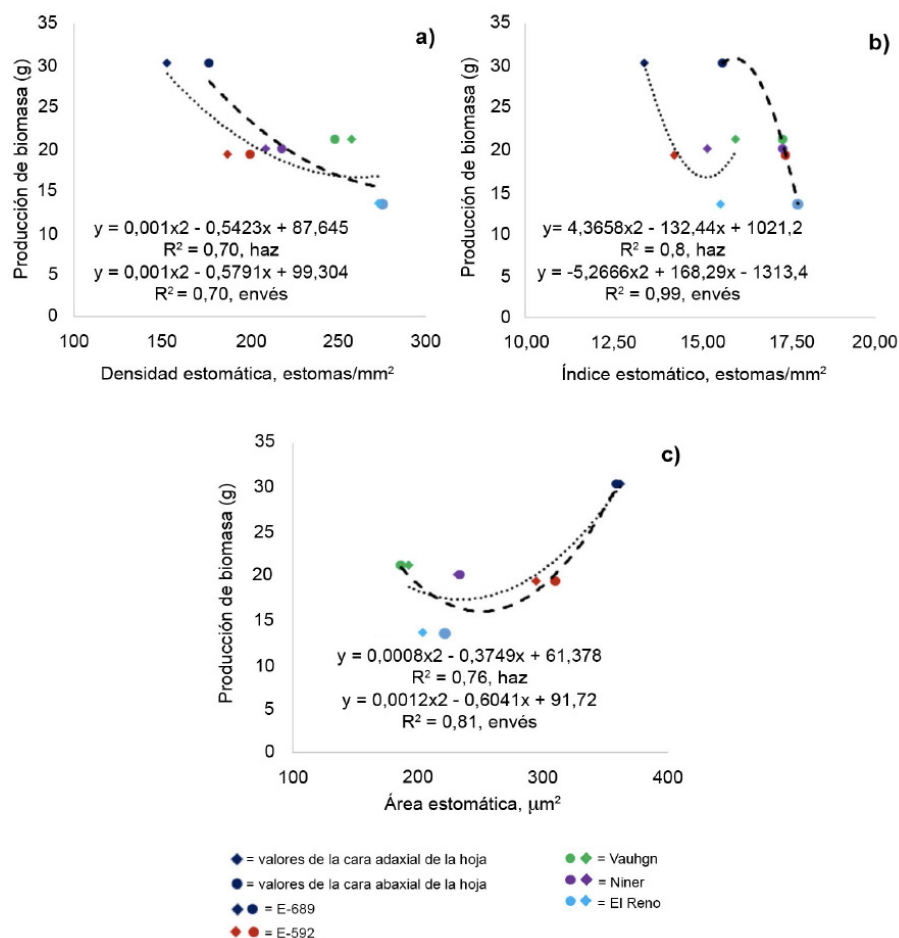 a)
Producción de biomasa (g)
35
30
25
20
15
10
5
0
y = 0,001x2 - 0,5423x + 87,645
R² = 0,70, haz
y = 0,001x2 - 0,5791x + 99,304
R² = 0,70, envés
100 150 200 250 300
Densidad estomática, estomas/mm²
b)
Producción de biomasa (g)
35
30
25
20
15
10
5
0
y= 4,3658x2 - 132,44x + 1021,2
R² = 0,8, haz
y = -5,2666x2 + 168,29x - 1313,4
R² = 0,99, envés
10,00 12,50 15,00 17,50 20,00
Índice estomático, estomas/mm²
c)
Producción de biomasa (g)
35
30
25
20
15
10
5
0
y = 0,0008x2 - 0,3749x + 61,378
R² = 0,76, haz
y = 0,0012x2 - 0,6041x + 91,72
R² = 0,81, envés
100 200 300 400
Área estomática, µm²
= valores de la cara adaxial de la hoja
= valores de la cara abaxial de la hoja
= E-689
= E-592
= Vauhgn
= Niner
= El Reno